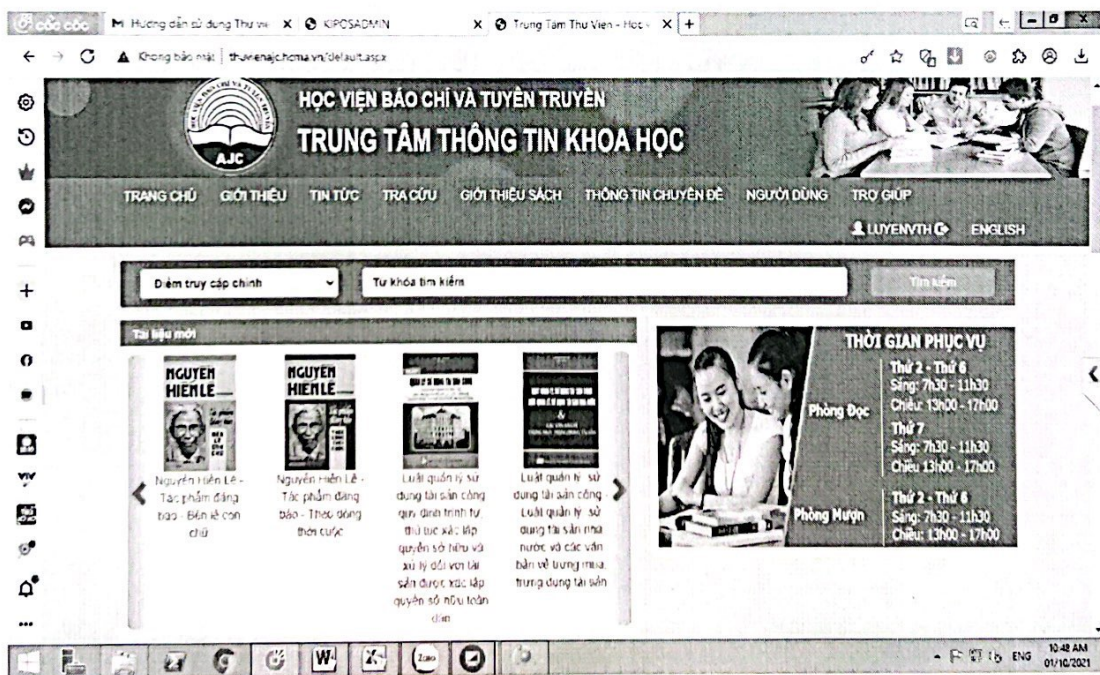 cốc cốc
Hướng dẫn sử dụng Thư việ
KIPOSADMIN
Trung Tâm Thư Viện - Học v
Không bảo mật
thuvienajc.hcma.vn/default.aspx
HỌC VIỆN BÁO CHÍ VÀ TUYÊN TRUYỀN
TRUNG TÂM THÔNG TIN KHOA HỌC
AJC
TRANG CHỦ GIỚI THIỆU TIN TỨC TRA CỨU GIỚI THIỆU SÁCH THÔNG TIN CHUYÊN ĐỀ NGƯỜI DÙNG TRỢ GIÚP
LUYENVTH ENGLISH
Điểm truy cập chính Từ khóa tìm kiếm Tìm kiếm
Tài liệu mới
NGUYEN HIEN LE
NGUYEN HIEN LE
Nguyễn Hiến Lê -
Tác phẩm đăng
báo - Bên lề con
chữ
Nguyễn Hiến Lê -
Tác phẩm đăng
báo - Theo dòng
thời cuộc
Luật quản lý sử
dụng tài sản công
quy định trình tự,
thủ tục xác lập
quyền sở hữu và
xử lý đối với tài
sản được xác lập
quyền sở hữu toàn
dân
Luật quản lý sử
dụng tài sản công -
Luật quản lý sử
dụng tài sản nhà
nước và các văn
bản về trưng mua,
trưng dụng tài sản
THỜI GIAN PHỤC VỤ
Phòng Đọc
Thứ 2 - Thứ 6
Sáng: 7h30 - 11h30
Chiều: 13h00 - 17h00
Thứ 7
Sáng: 7h30 - 11h30
Chiều 13h00 - 17h00
Phòng Mượn
Thứ 2 - Thứ 6
Sáng: 7h30 - 11h30
Chiều: 13h00 - 17h00
Zalo
ENG
10:48 AM
01/10/2021